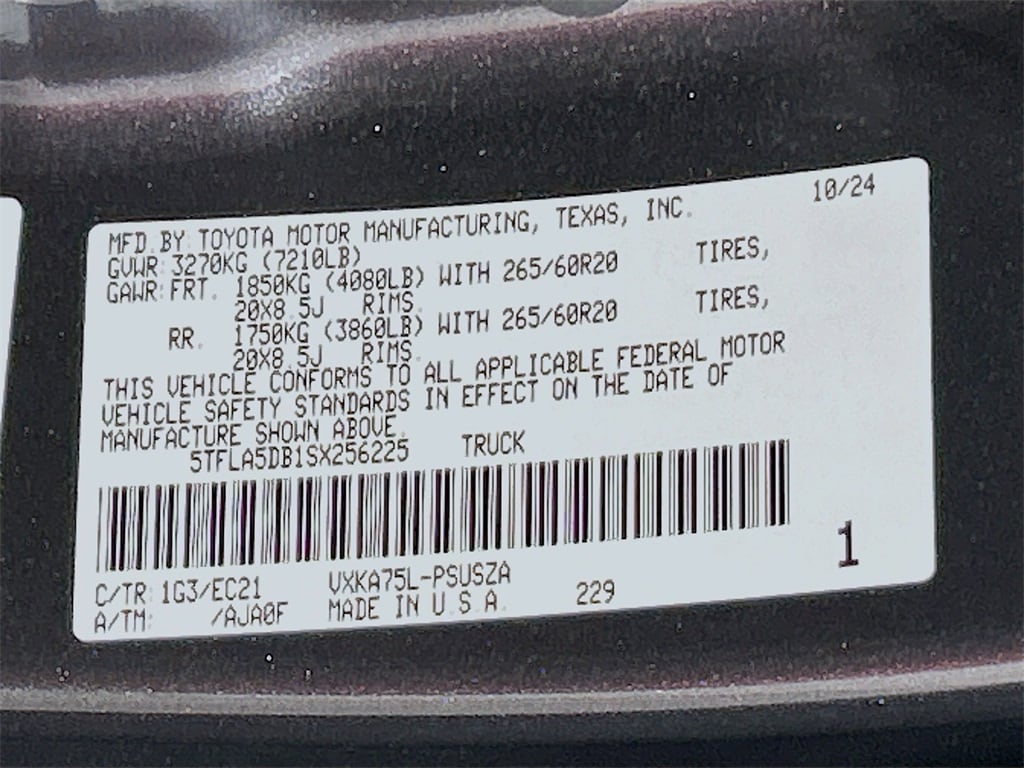 10/24
MFD. BY: TOYOTA MOTOR MANUFACTURING, TEXAS, INC.
GVWR: 3270KG (7210LB)
GAWR: FRT. 1850KG (4080LB) WITH 265/60R20 TIRES,
20X8.5J RIMS.
RR. 1750KG (3860LB) WITH 265/60R20 TIRES,
20X8.5J RIMS.
THIS VEHICLE CONFORMS TO ALL APPLICABLE FEDERAL MOTOR
VEHICLE SAFETY STANDARDS IN EFFECT ON THE DATE OF
MANUFACTURE SHOWN ABOVE.
5TFLA5DB1SX256225 TRUCK
1
C/TR: 1G3/EC21 VXKA75L-PSUSZA
A/TM: /AJA0F MADE IN U.S.A. 229